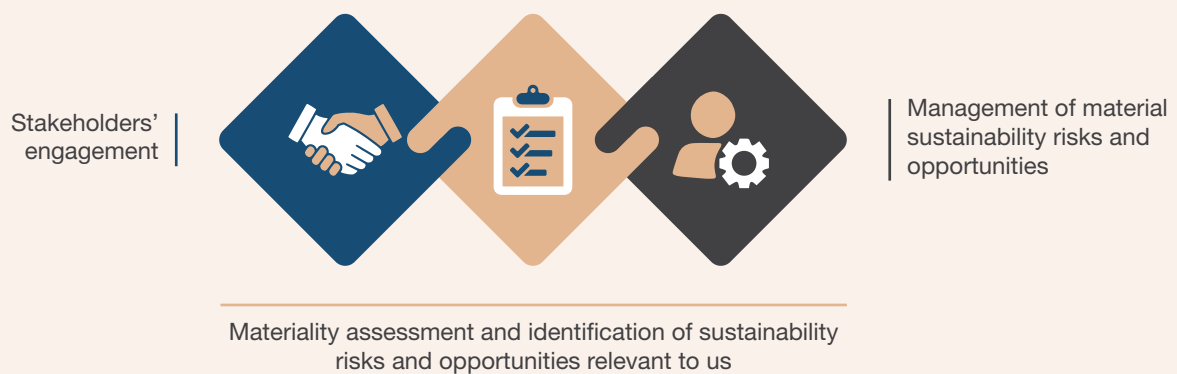 Stakeholders’
engagement
Management of material
sustainability risks and
opportunities
Materiality assessment and identification of sustainability
risks and opportunities relevant to us